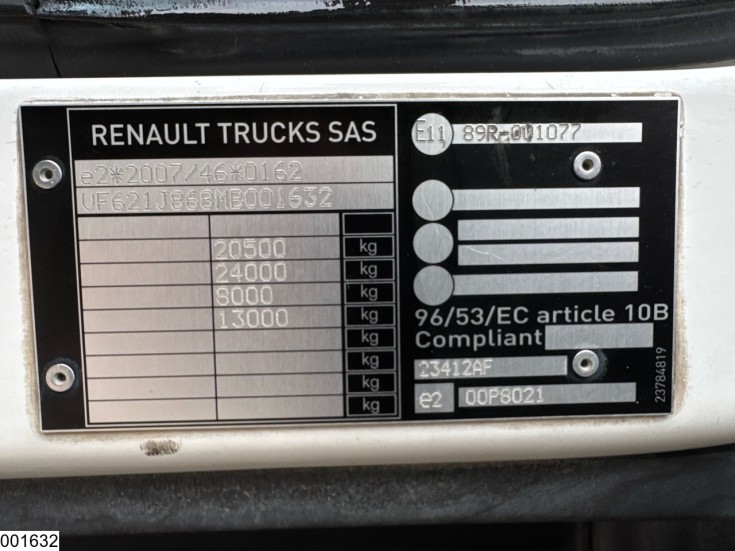 RENAULT TRUCKS SAS
e2*2007/46*0162
VF621J868MB001632
20500 kg
24000 kg
8000 kg
13000 kg
kg
kg
kg
kg
E11 89R-001077
96/53/EC article 10B
Compliant
23412AF
e2 00P8021
23784819
001632